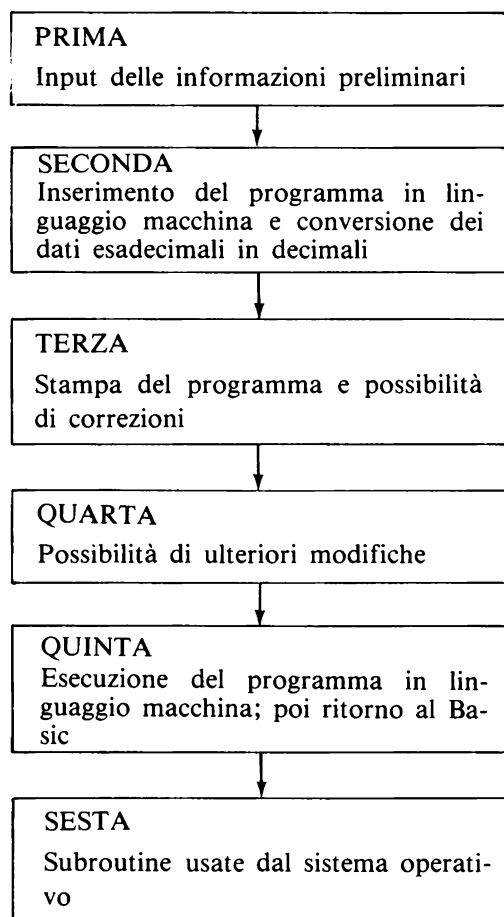 PRIMA
Input delle informazioni preliminari
SECONDA
Inserimento del programma in lin-
guaggio macchina e conversione dei
dati esadecimali in decimali
TERZA
Stampa del programma e possibilità
di correzioni
QUARTA
Possibilità di ulteriori modifiche
QUINTA
Esecuzione del programma in lin-
guaggio macchina; poi ritorno al Ba-
sic
SESTA
Subroutine usate dal sistema operati-
vo